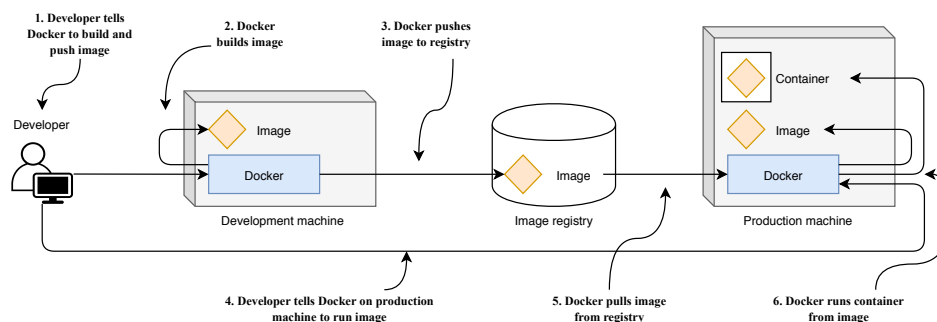 1. Developer tells
Docker to build and
push image
2. Docker
builds image
3. Docker pushes
image to registry
Developer
Image
Docker
Development machine
Image
Image registry
Container
Image
Docker
Production machine
4. Developer tells Docker on production
machine to run image
5. Docker pulls image
from registry
6. Docker runs container
from image